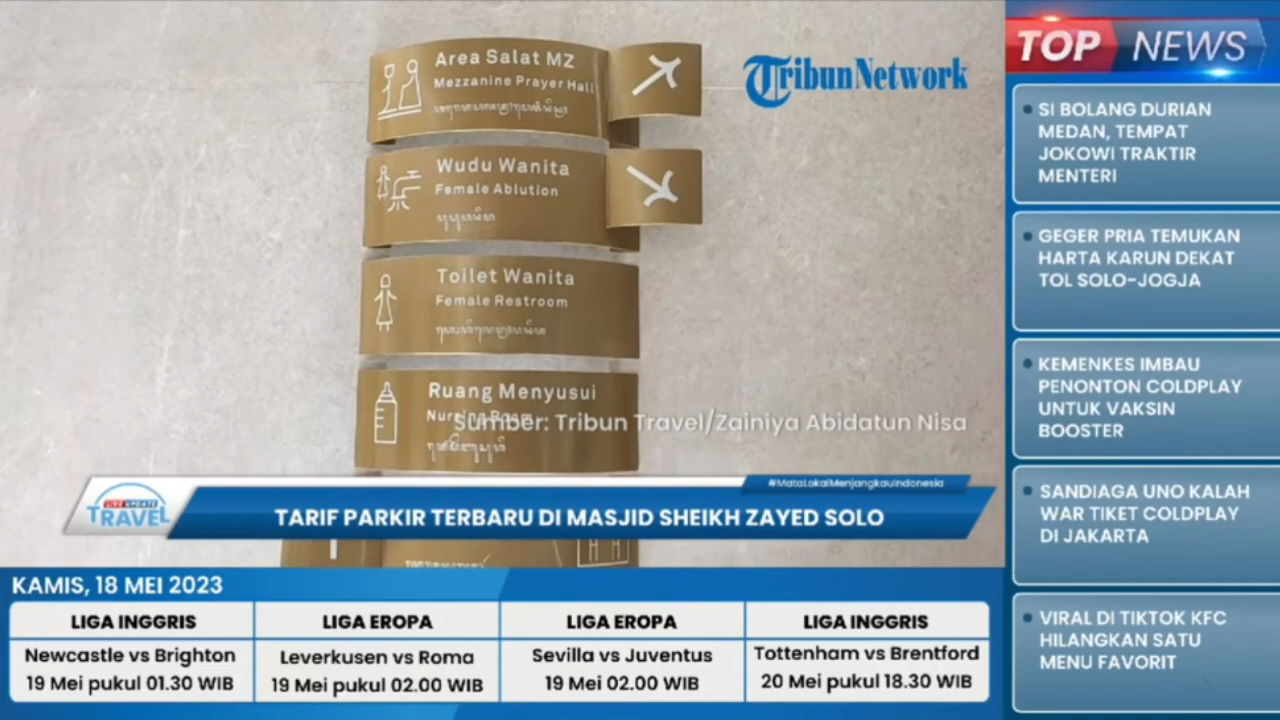 Area Salat MZ
Mezzanine Prayer Hall
Wudu Wanita
Female Ablution
Toilet Wanita
Female Restroom
Ruang Menyusui
Nursing Room
Sumber: Tribun Travel/Zainiya Abidatun Nisa
TribunNetwork
#MataLokalMenjangkauIndonesia
LIVE UPDATE
TRAVEL
TARIF PARKIR TERBARU DI MASJID SHEIKH ZAYED SOLO
KAMIS, 18 MEI 2023
LIGA INGGRIS
Newcastle vs Brighton
19 Mei pukul 01.30 WIB
LIGA EROPA
Leverkusen vs Roma
19 Mei pukul 02.00 WIB
LIGA EROPA
Sevilla vs Juventus
19 Mei 02.00 WIB
LIGA INGGRIS
Tottenham vs Brentford
20 Mei pukul 18.30 WIB
TOP NEWS
SI BOLANG DURIAN
MEDAN, TEMPAT
JOKOWI TRAKTIR
MENTERI
GEGER PRIA TEMUKAN
HARTA KARUN DEKAT
TOL SOLO-JOGJA
KEMENKES IMBAU
PENONTON COLDPLAY
UNTUK VAKSIN
BOOSTER
SANDIAGA UNO KALAH
WAR TIKET COLDPLAY
DI JAKARTA
VIRAL DI TIKTOK KFC
HILANGKAN SATU
MENU FAVORIT